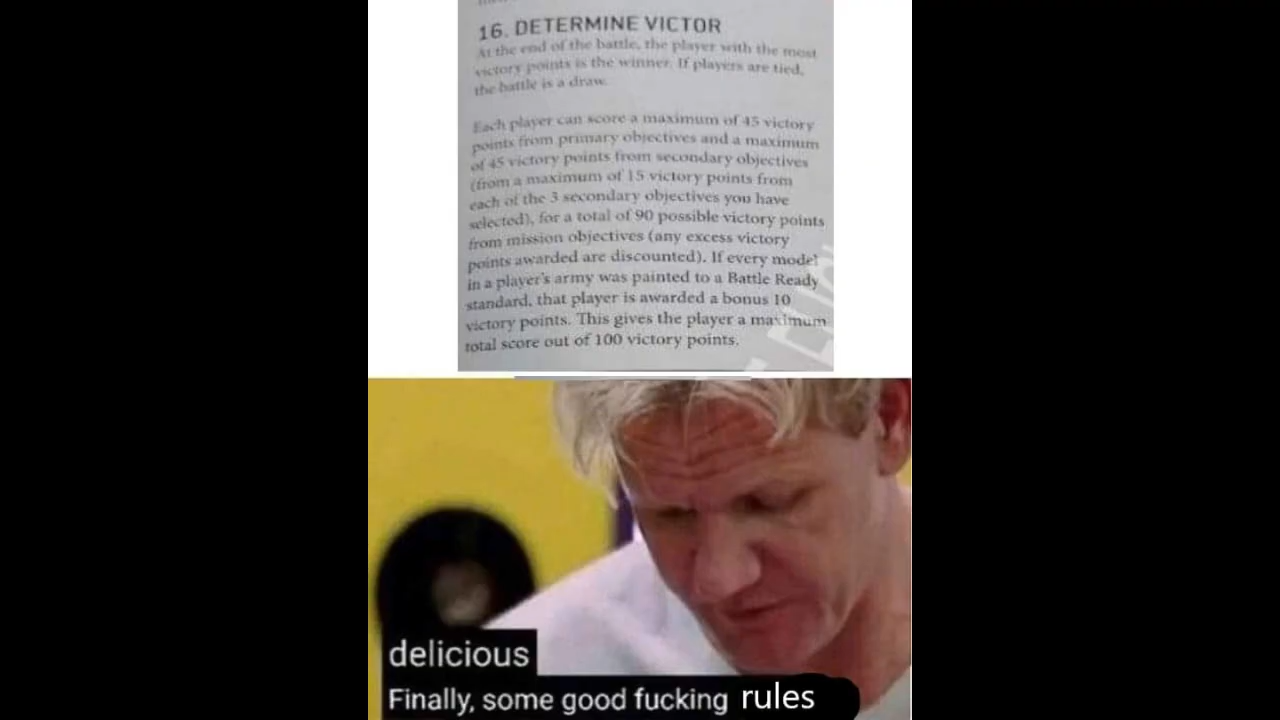 16. DETERMINE VICTOR
At the end of the battle, the player with the most
victory points is the winner. If players are tied,
the battle is a draw.
Each player can score a maximum of 45 victory
points from primary objectives and a maximum
of 45 victory points from secondary objectives
(from a maximum of 15 victory points from
each of the 3 secondary objectives you have
selected), for a total of 90 possible victory points
from mission objectives (any excess victory
points awarded are discounted). If every model
in a player's army was painted to a Battle Ready
standard, that player is awarded a bonus 10
victory points. This gives the player a maximum
total score out of 100 victory points.
delicious
Finally, some good fucking rules